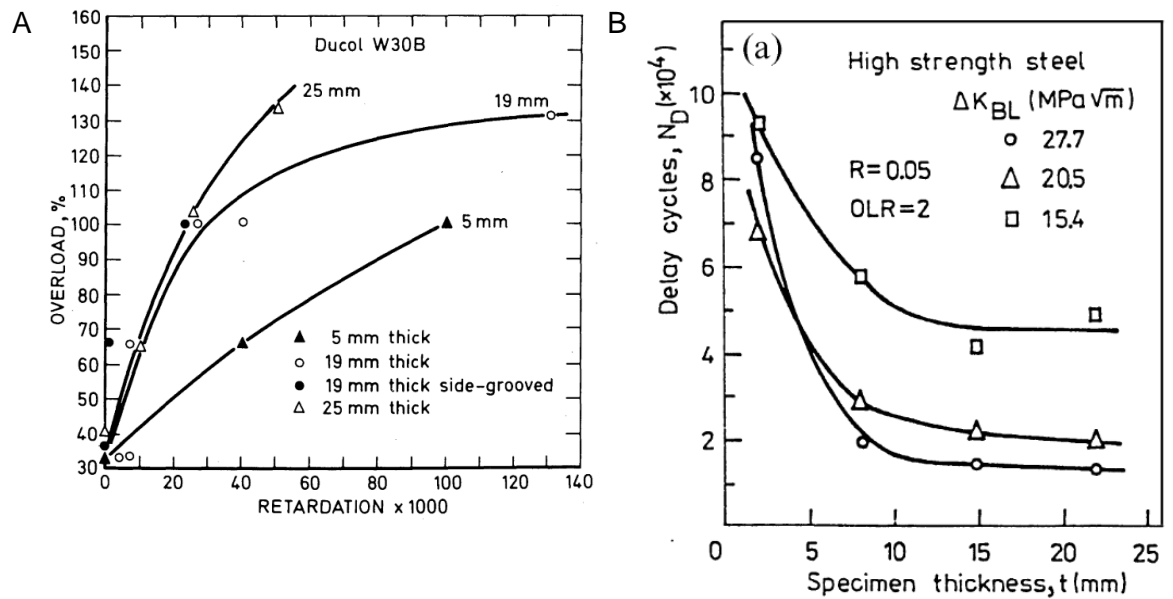 A
160
150
140
130
120
110
100
90
80
70
60
50
40
30
OVERLOAD, %
Ducol W30B
25 mm
19 mm
5 mm
5 mm thick
19 mm thick
19 mm thick side-grooved
25 mm thick
0 20 40 60 80 100 120 140
RETARDATION x1000
B
(a)
High strength steel
ΔK_BL (MPa√m)
27.7
20.5
15.4
R=0.05
OLR=2
Delay cycles, N_D (×10⁴)
10
8
6
4
2
0 5 10 15 20 25
Specimen thickness, t (mm)